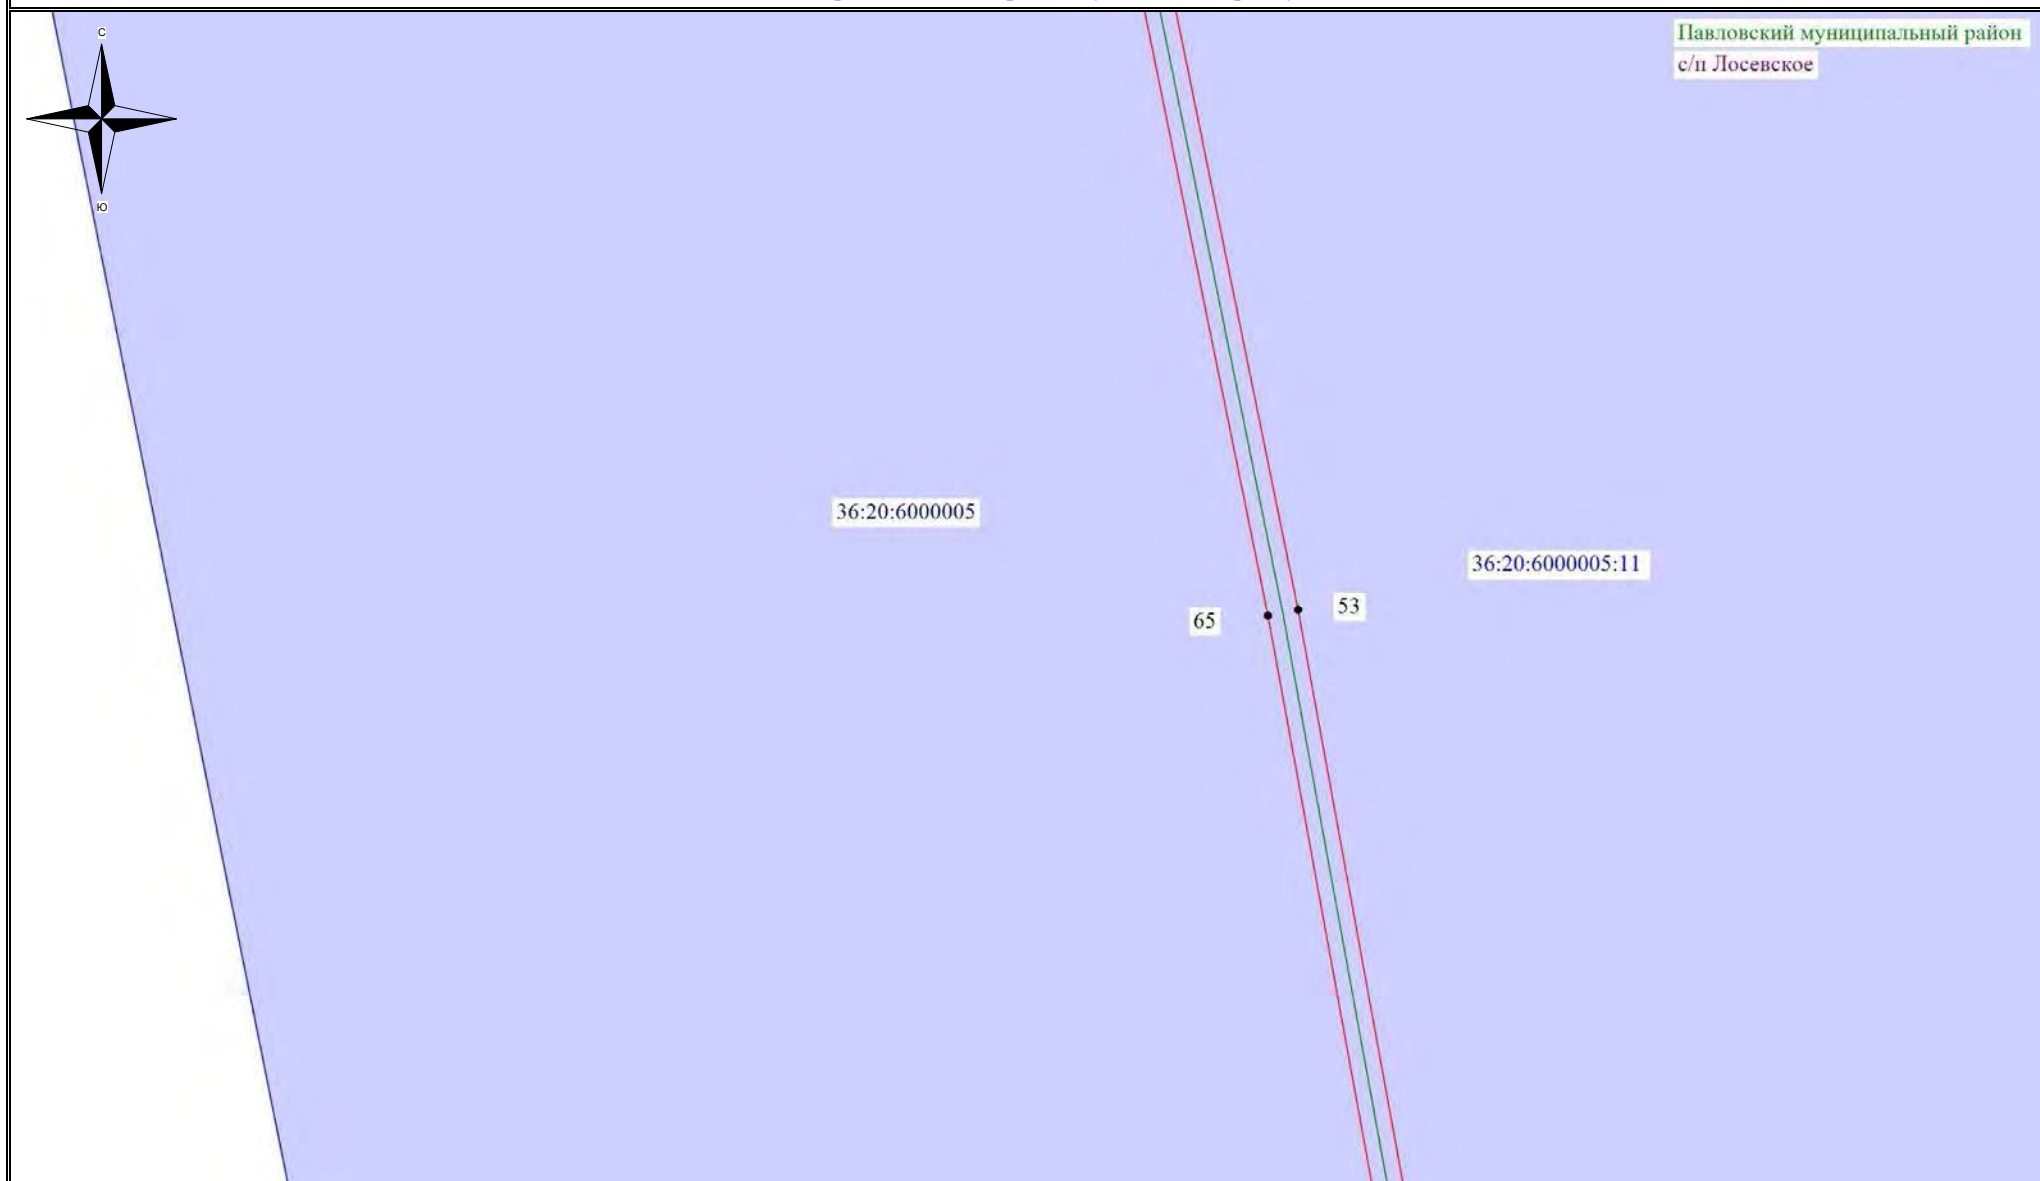 С
Ю
Павловский муниципальный район
с/п Лосевское
36:20:6000005
36:20:6000005:11
53
65